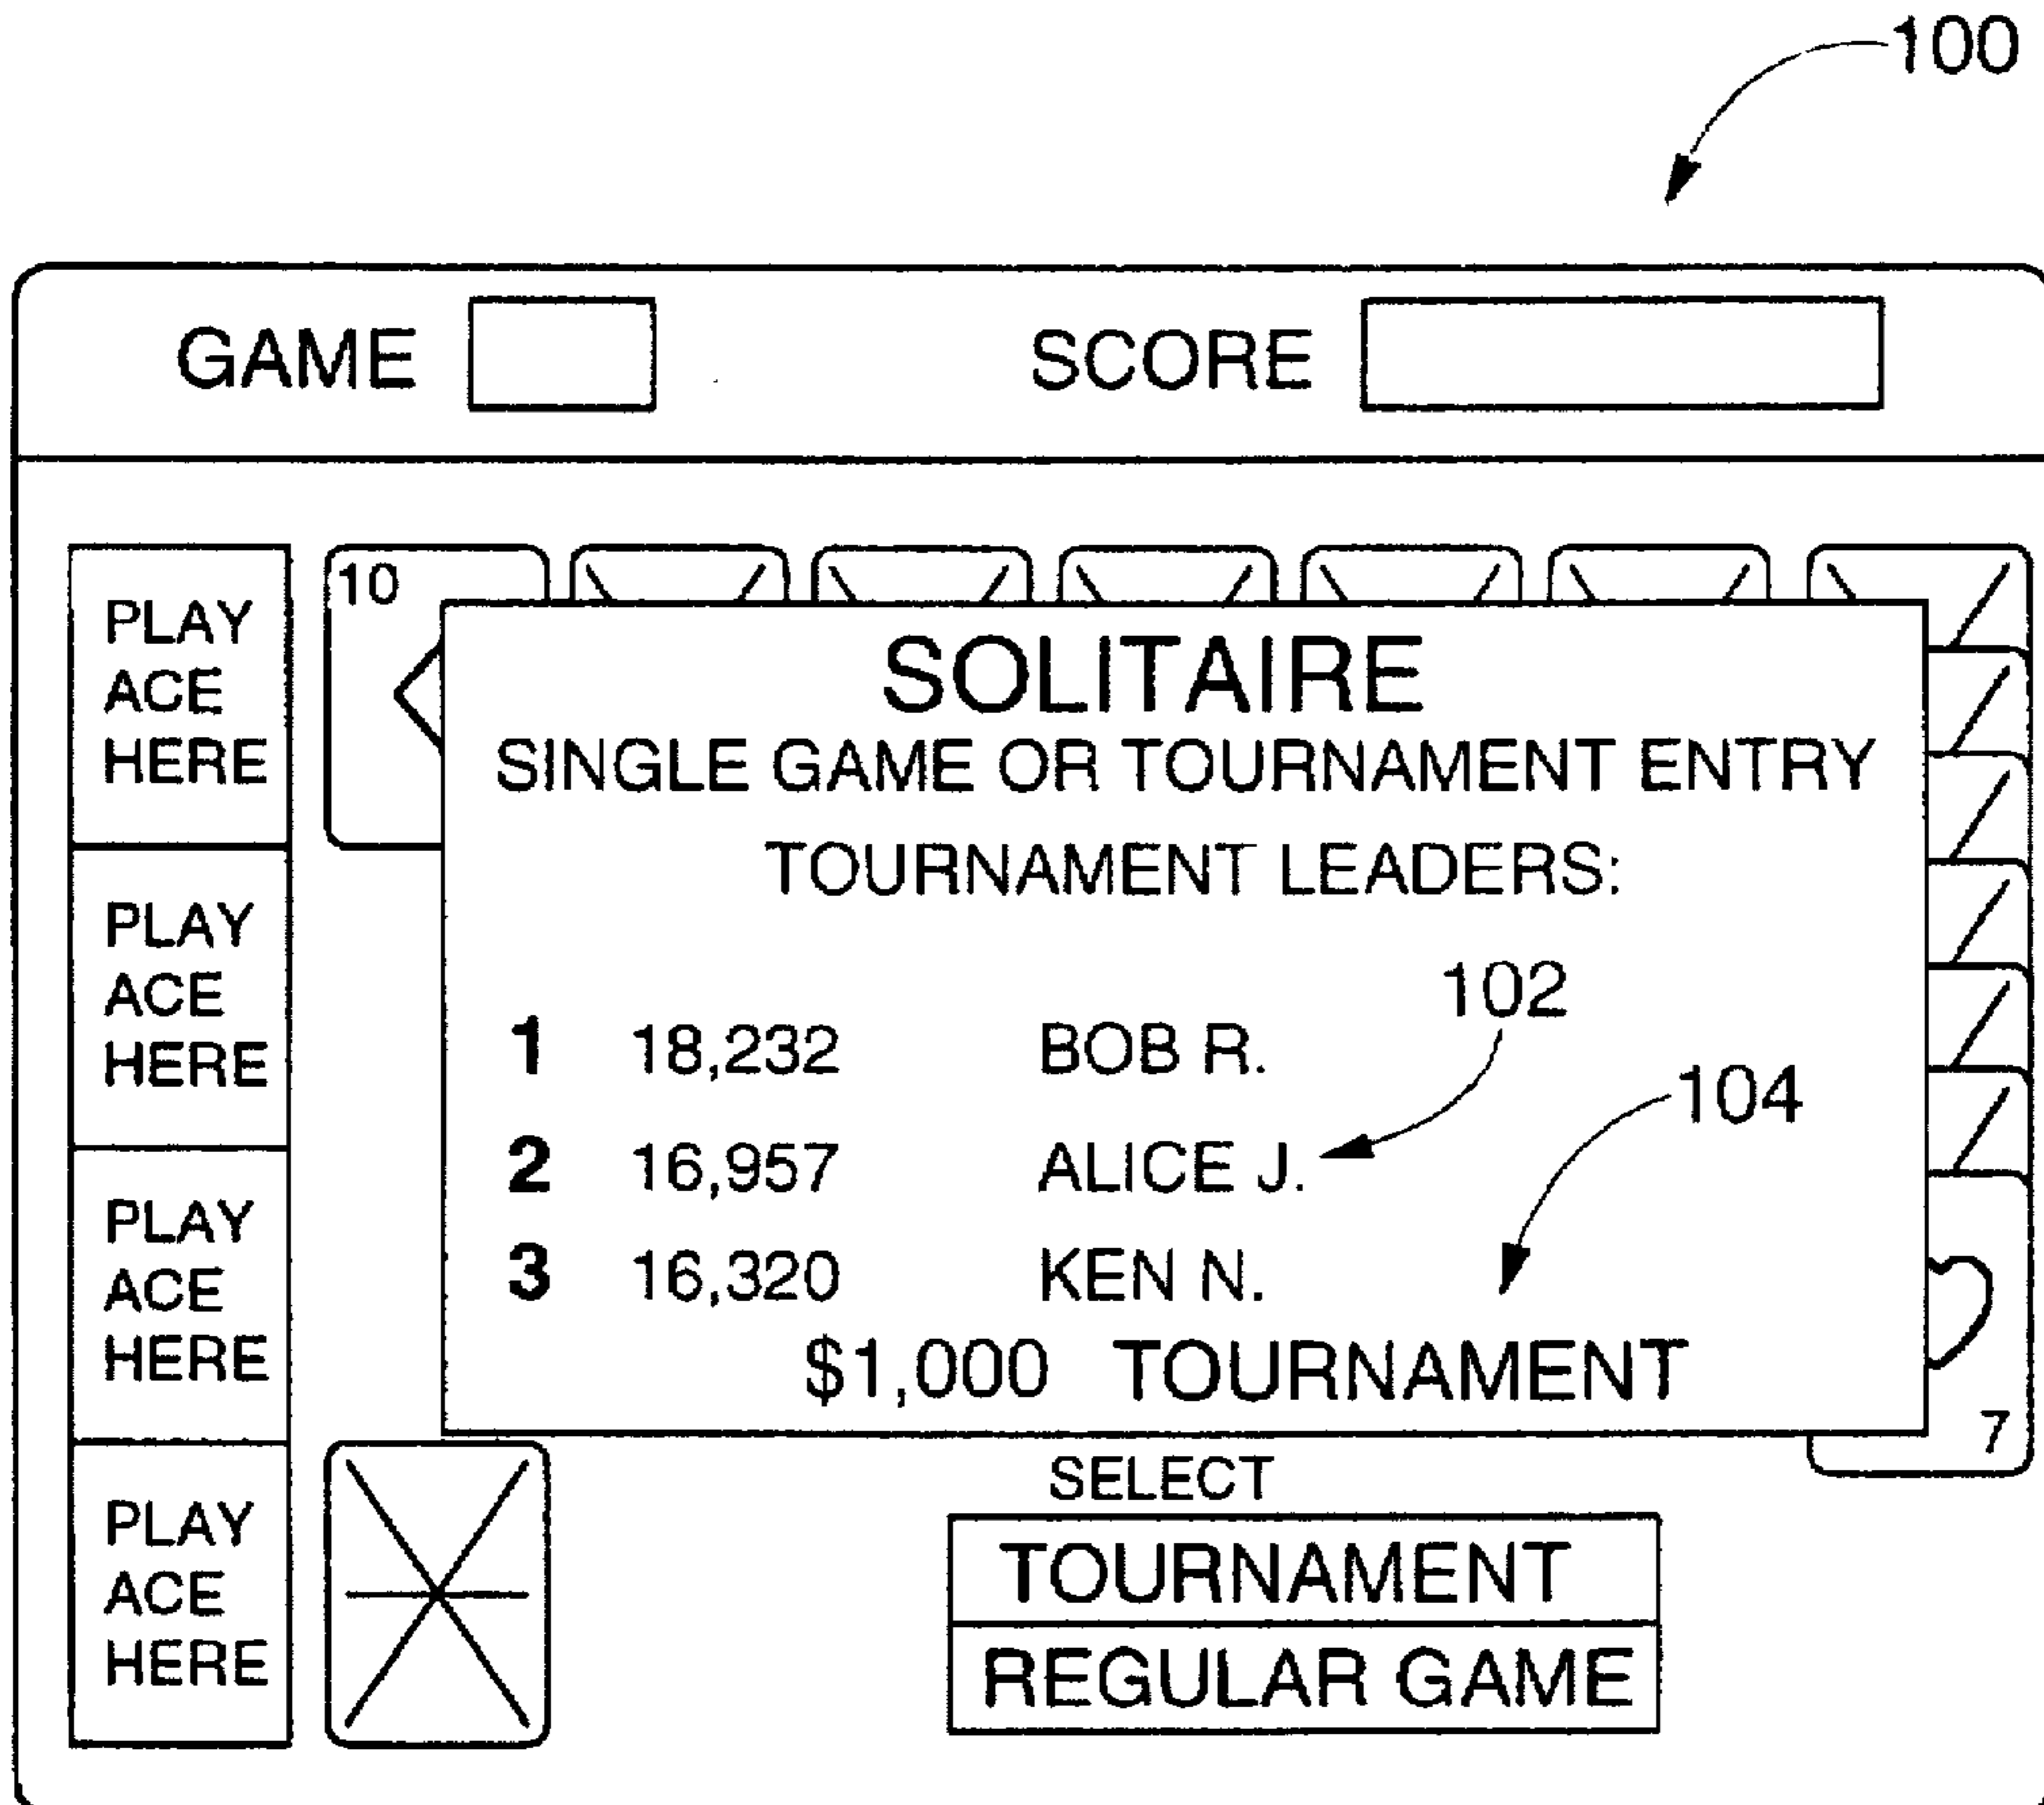 100
GAME
SCORE
PLAY
ACE
HERE
PLAY
ACE
HERE
PLAY
ACE
HERE
PLAY
ACE
HERE
10
SOLITAIRE
SINGLE GAME OR TOURNAMENT ENTRY
TOURNAMENT LEADERS:
102
1 18,232 BOB R.
104
2 16,957 ALICE J.
3 16,320 KEN N.
$1,000 TOURNAMENT
7
SELECT
TOURNAMENT
REGULAR GAME